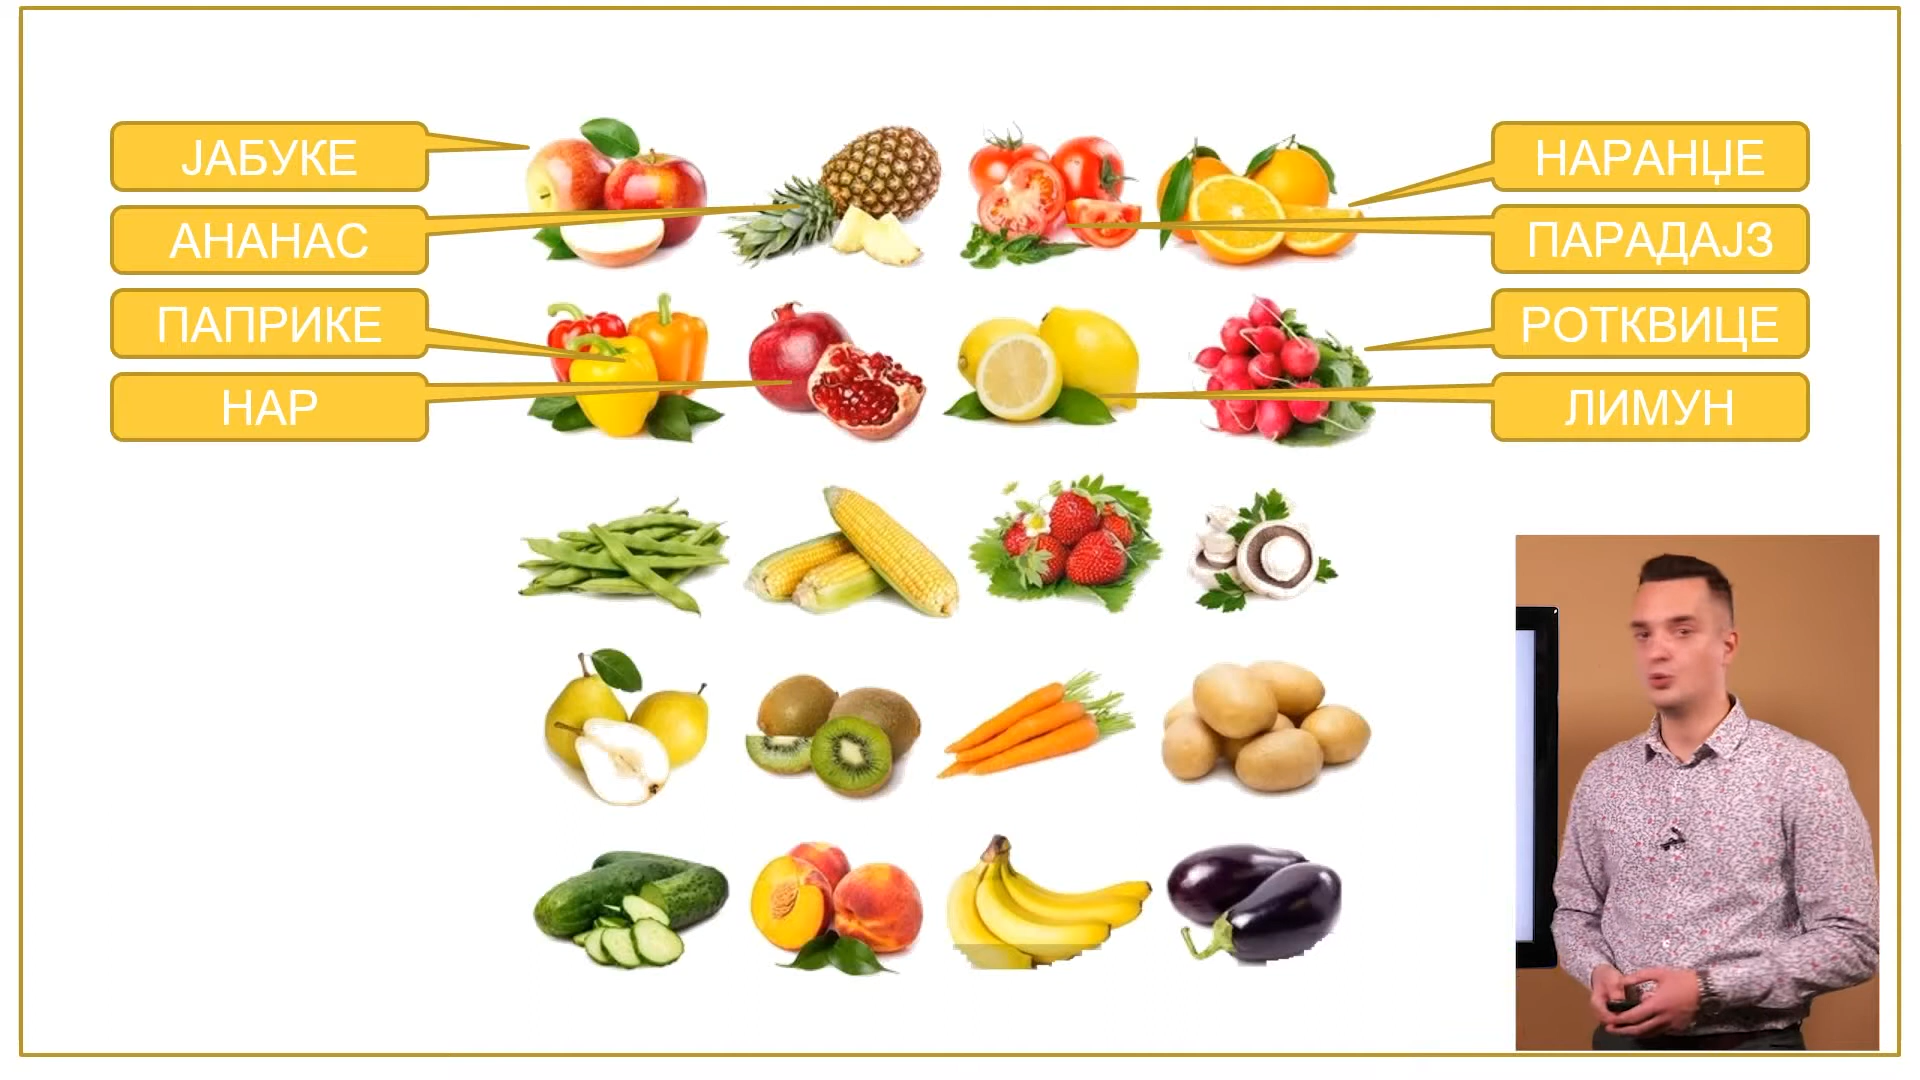 ЈАБУКЕ
АНАНАС
ПАПРИКЕ
НАР
НАРАНЏЕ
ПАРАДАЈЗ
РОТКВИЦЕ
ЛИМУН